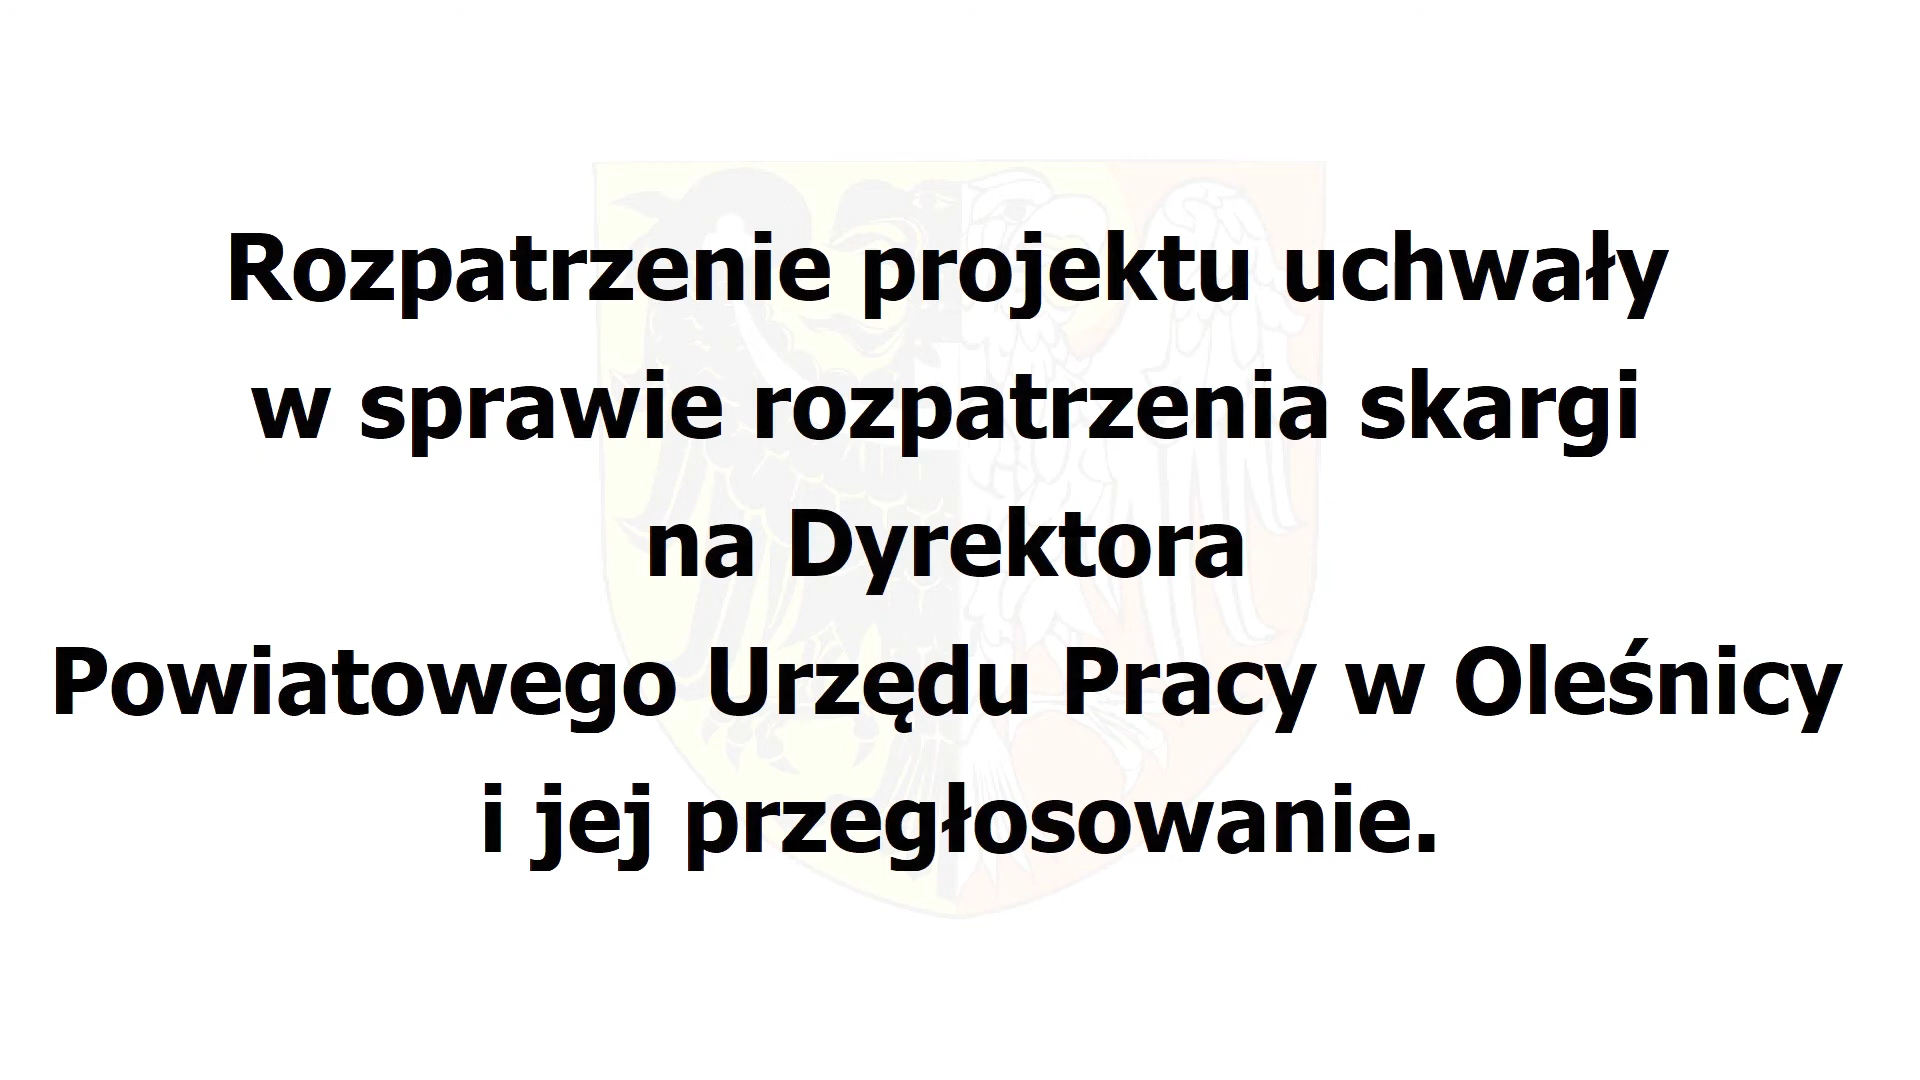 Rozpatrzenie projektu uchwały
w sprawie rozpatrzenia skargi
na Dyrektora
Powiatowego Urzędu Pracy w Oleśnicy
i jej przegłosowanie.